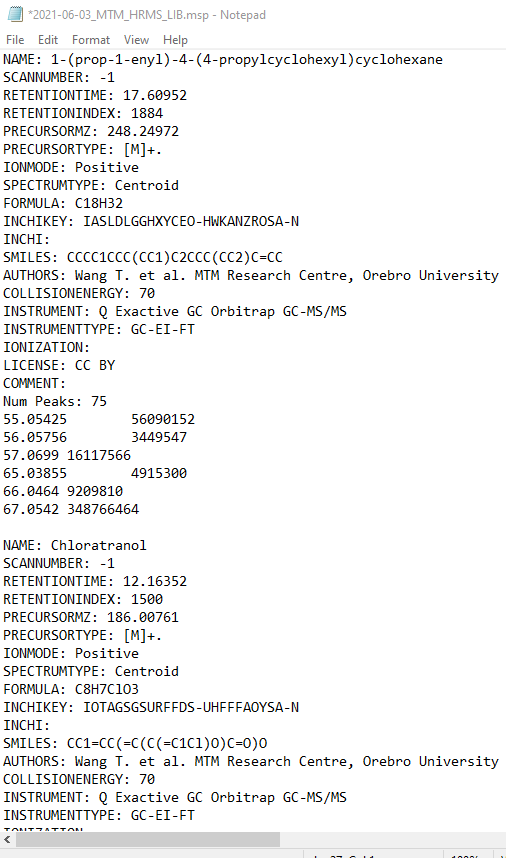 *2021-06-03_MTM_HRMS_LIB.msp - Notepad
File Edit Format View Help
NAME: 1-(prop-1-enyl)-4-(4-propylcyclohexyl)cyclohexane
SCANNUMBER: -1
RETENTIONTIME: 17.60952
RETENTIONINDEX: 1884
PRECURSORMZ: 248.24972
PRECURSORTYPE: [M]+.
IONMODE: Positive
SPECTRUMTYPE: Centroid
FORMULA: C18H32
INCHIKEY: IASLDLGGHXYCEO-HWKANZROSA-N
INCHI:
SMILES: CCCC1CCC(CC1)C2CCC(CC2)C=CC
AUTHORS: Wang T. et al. MTM Research Centre, Orebro University
COLLISIONENERGY: 70
INSTRUMENT: Q Exactive GC Orbitrap GC-MS/MS
INSTRUMENTTYPE: GC-EI-FT
IONIZATION:
LICENSE: CC BY
COMMENT:
Num Peaks: 75
55.05425 56090152
56.05756 3449547
57.0699 16117566
65.03855 4915300
66.0464 9209810
67.0542 348766464
NAME: Chloratranol
SCANNUMBER: -1
RETENTIONTIME: 12.16352
RETENTIONINDEX: 1500
PRECURSORMZ: 186.00761
PRECURSORTYPE: [M]+.
IONMODE: Positive
SPECTRUMTYPE: Centroid
FORMULA: C8H7ClO3
INCHIKEY: IOTAGSGSURFFDS-UHFFFAOYSA-N
INCHI:
SMILES: CC1=CC(=C(C(=C1Cl)O)C=O)O
AUTHORS: Wang T. et al. MTM Research Centre, Orebro University
COLLISIONENERGY: 70
INSTRUMENT: Q Exactive GC Orbitrap GC-MS/MS
INSTRUMENTTYPE: GC-EI-FT